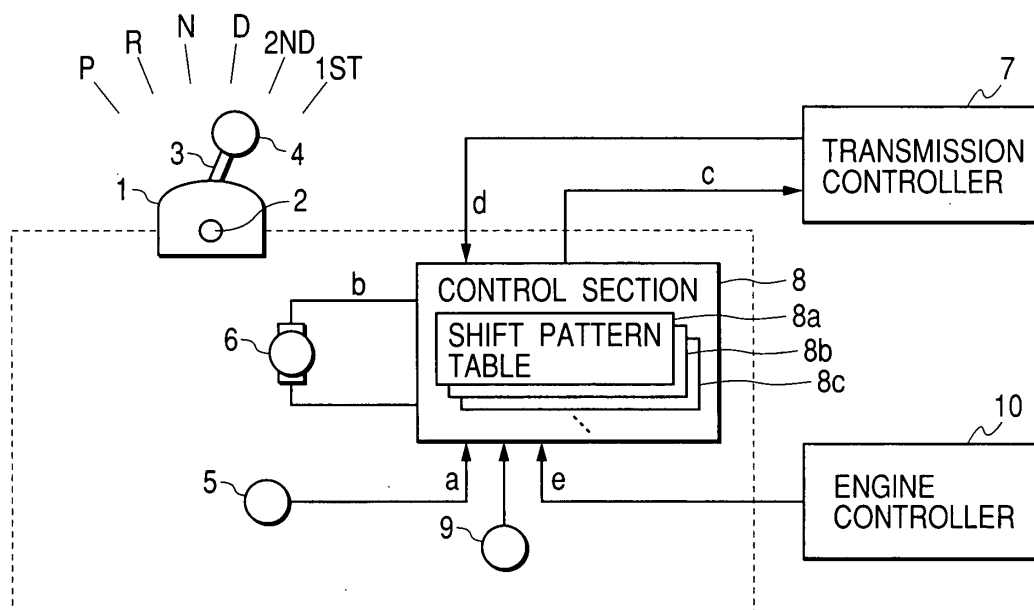 P R N D 2ND 1ST
3 4
1 2
7
TRANSMISSION
CONTROLLER
c
d
b
6
CONTROL SECTION
8
SHIFT PATTERN
TABLE
8a
8b
8c
10
ENGINE
CONTROLLER
5
a
e
9